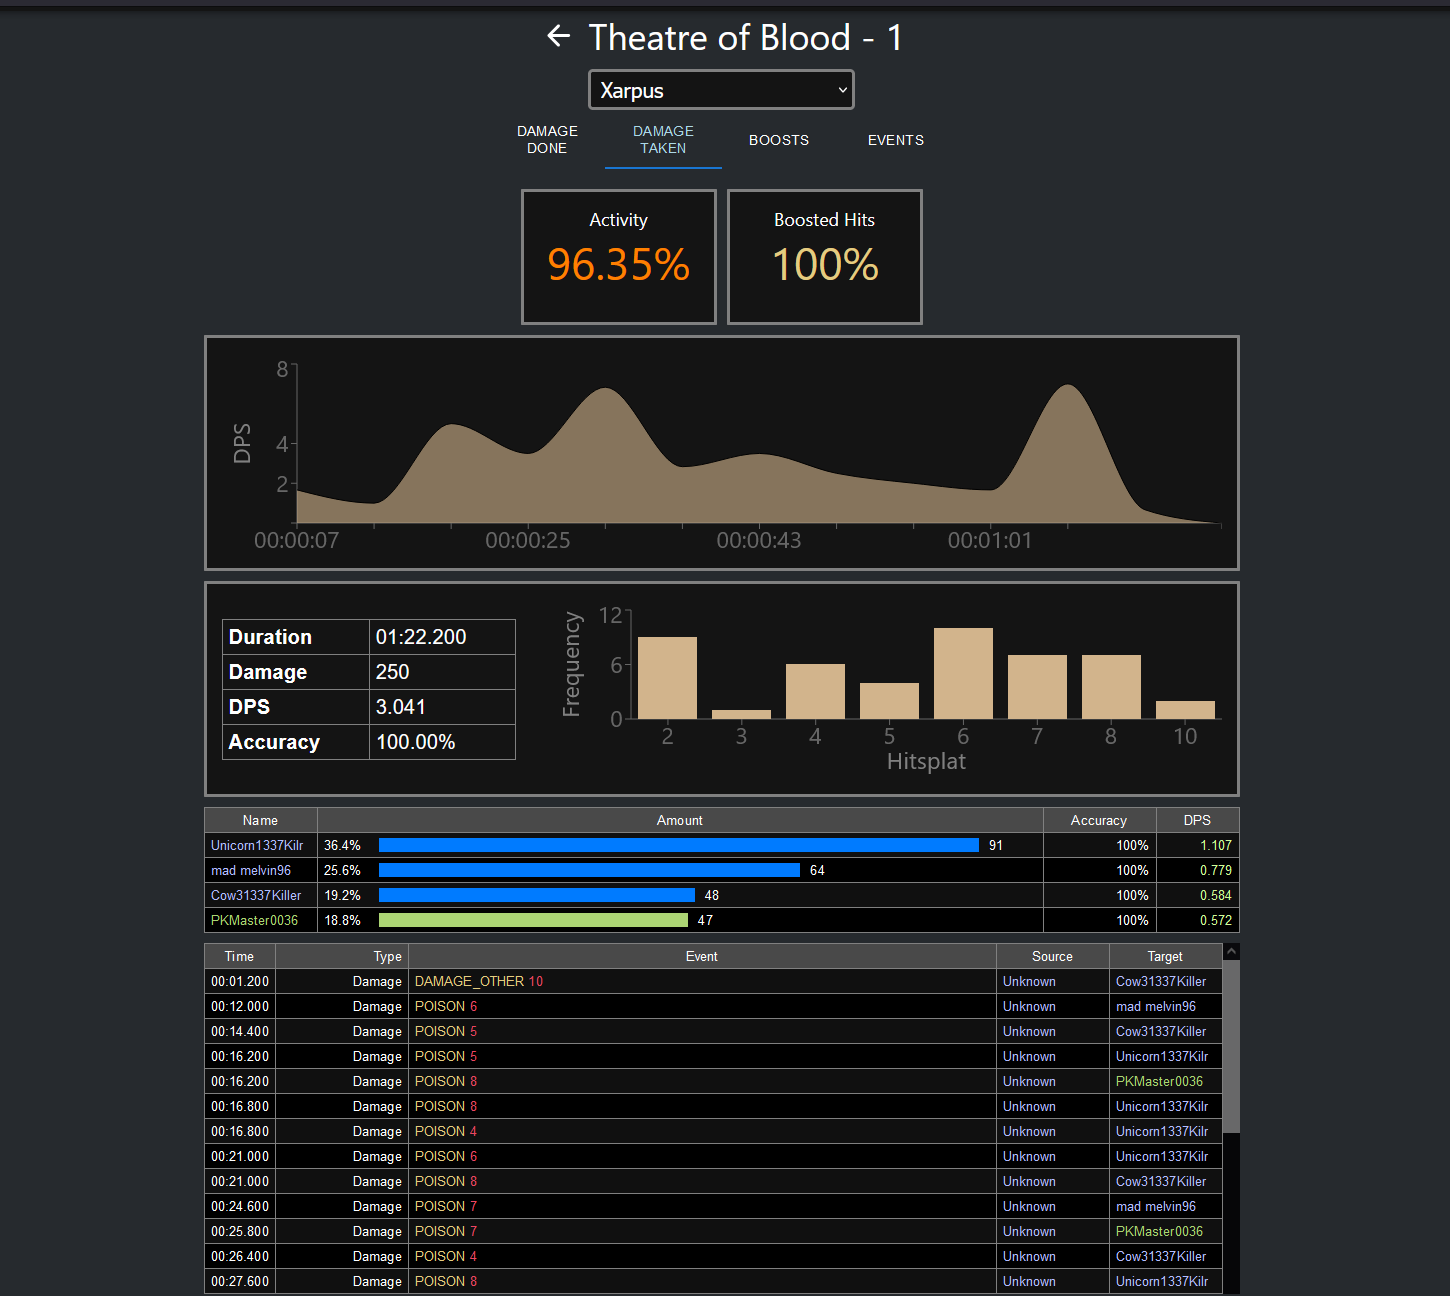 Theatre of Blood - 1
Xarpus
DAMAGE DONE
DAMAGE TAKEN
BOOSTS
EVENTS
Activity
96.35%
Boosted Hits
100%
8
4
2
DPS
00:00:07 00:00:25 00:00:43 00:01:01
Duration 01:22.200
Damage 250
DPS 3.041
Accuracy 100.00%
Frequency
12
6
0
2 3 4 5 6 7 8 10
Hitsplat
Name Amount Accuracy DPS
Unicorn1337Kilr 36.4% 91 100% 1.107
mad melvin96 25.6% 64 100% 0.779
Cow31337Killer 19.2% 48 100% 0.584
PKMaster0036 18.8% 47 100% 0.572
Time Type Event Source Target
00:01.200 Damage DAMAGE_OTHER 10 Unknown Cow31337Killer
00:12.000 Damage POISON 6 Unknown mad melvin96
00:14.400 Damage POISON 5 Unknown Cow31337Killer
00:16.200 Damage POISON 5 Unknown Unicorn1337Kilr
00:16.200 Damage POISON 8 Unknown PKMaster0036
00:16.800 Damage POISON 8 Unknown Unicorn1337Kilr
00:16.800 Damage POISON 4 Unknown Unicorn1337Kilr
00:21.000 Damage POISON 6 Unknown Unicorn1337Kilr
00:21.000 Damage POISON 8 Unknown Cow31337Killer
00:24.600 Damage POISON 7 Unknown mad melvin96
00:25.800 Damage POISON 7 Unknown PKMaster0036
00:26.400 Damage POISON 4 Unknown Cow31337Killer
00:27.600 Damage POISON 8 Unknown Unicorn1337Kilr